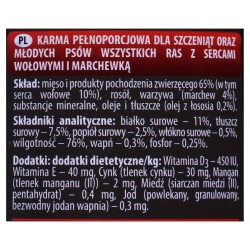 PL KARMA PEŁNOPORCJOWA DLA SZCZENIĄT ORAZ
MŁODYCH PSÓW WSZYSTKICH RAS Z SERCAMI
WOŁOWYMI I MARCHEWKĄ
Skład: mięso i produkty pochodzenia zwierzęcego 65% (w tym
serca wołowe 10%), rosół, warzywa (marchew 4%),
substancje mineralne, oleje i tłuszcze (olej z łososia 0,2%).
Składniki analityczne: białko surowe – 11%, tłuszcz
surowy – 7,5%, popiół surowy – 2,5%, włókno surowe – 0,5%,
wilgotność – 76%, wapń – 0,3%, fosfor – 0,2%.
Dodatki: dodatki dietetyczne/kg: Witamina D3 – 450 IU,
Witamina E – 40 mg, Cynk (tlenek cynku) – 30 mg, Mangan
(tlenek manganu (II)) – 2 mg, Miedź (siarczan miedzi (II),
pentahydrat) – 0,4 mg, Jod (powlekany, granulowany,
bezwodny jodan wapnia) – 0,3 mg.